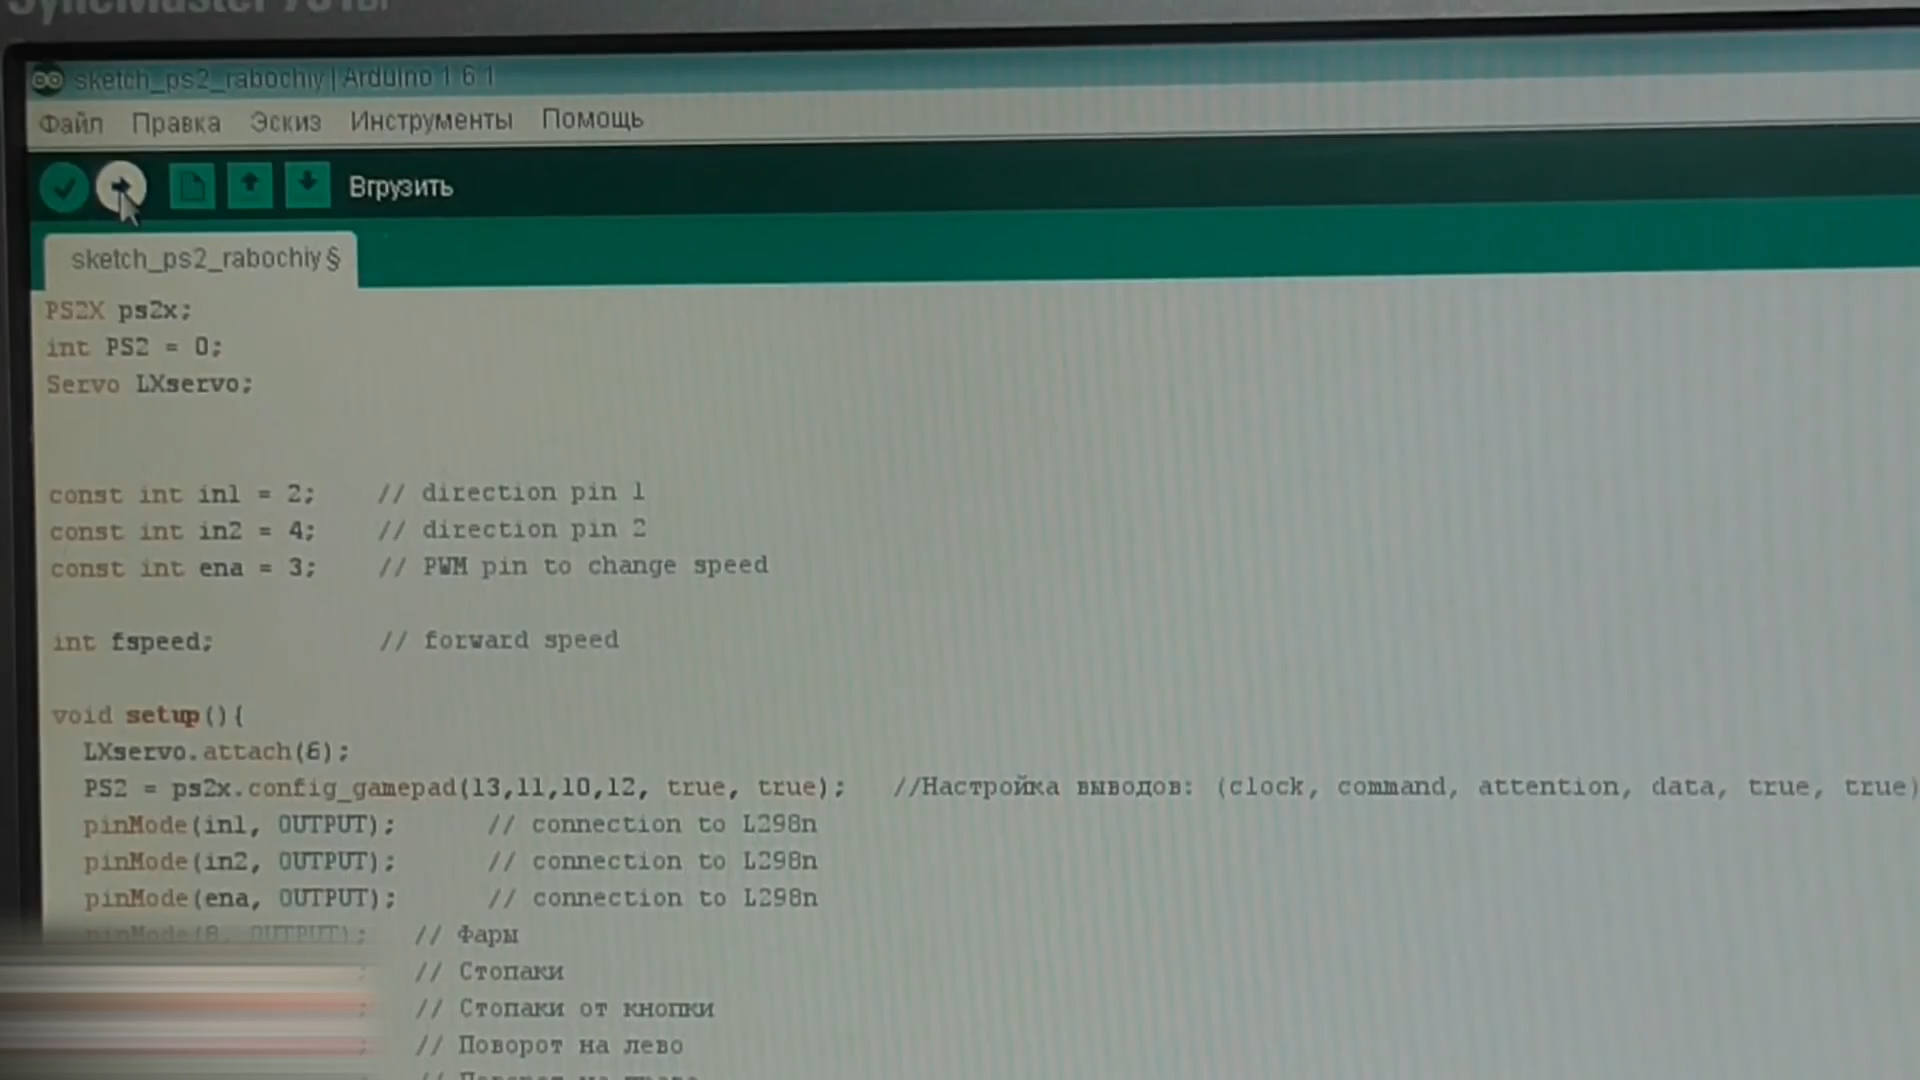 sketch_ps2_rabochiy | Arduino 1 6 1
Файл Правка Эскиз Инструменты Помощь
Вгрузить
sketch_ps2_rabochiy §
PS2X ps2x;
int PS2 = 0;
Servo LXservo;
const int in1 = 2; // direction pin 1
const int in2 = 4; // direction pin 2
const int ena = 3; // PWM pin to change speed
int fspeed; // forward speed
void setup(){
LXservo.attach(6);
PS2 = ps2x.config_gamepad(13,11,10,12, true, true); //Настройка выводов: (clock, command, attention, data, true, true)
pinMode(in1, OUTPUT); // connection to L298n
pinMode(in2, OUTPUT); // connection to L298n
pinMode(ena, OUTPUT); // connection to L298n
pinMode(8, OUTPUT); // Фары
; // Стопаки
; // Стопаки от кнопки
; // Поворот на лево